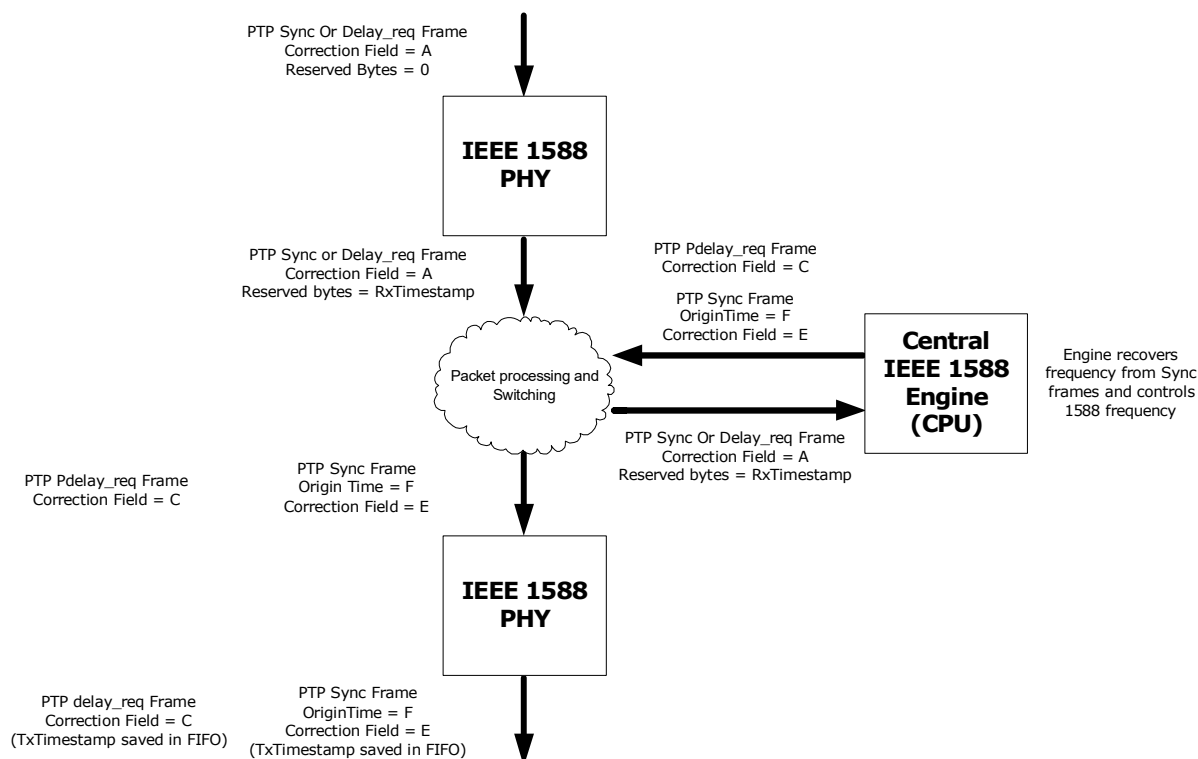 PTP Sync Or Delay_req Frame
Correction Field = A
Reserved Bytes = 0
IEEE 1588
PHY
PTP Sync or Delay_req Frame
Correction Field = A
Reserved bytes = RxTimestamp
PTP Pdelay_req Frame
Correction Field = C
PTP Sync Frame
OriginTime = F
Correction Field = E
Packet processing and
Switching
Central
IEEE 1588
Engine
(CPU)
Engine recovers
frequency from Sync
frames and controls
1588 frequency
PTP Sync Or Delay_req Frame
Correction Field = A
Reserved bytes = RxTimestamp
PTP Pdelay_req Frame
Correction Field = C
PTP Sync Frame
Origin Time = F
Correction Field = E
IEEE 1588
PHY
PTP delay_req Frame
Correction Field = C
(TxTimestamp saved in FIFO)
PTP Sync Frame
OriginTime = F
Correction Field = E
(TxTimestamp saved in FIFO)